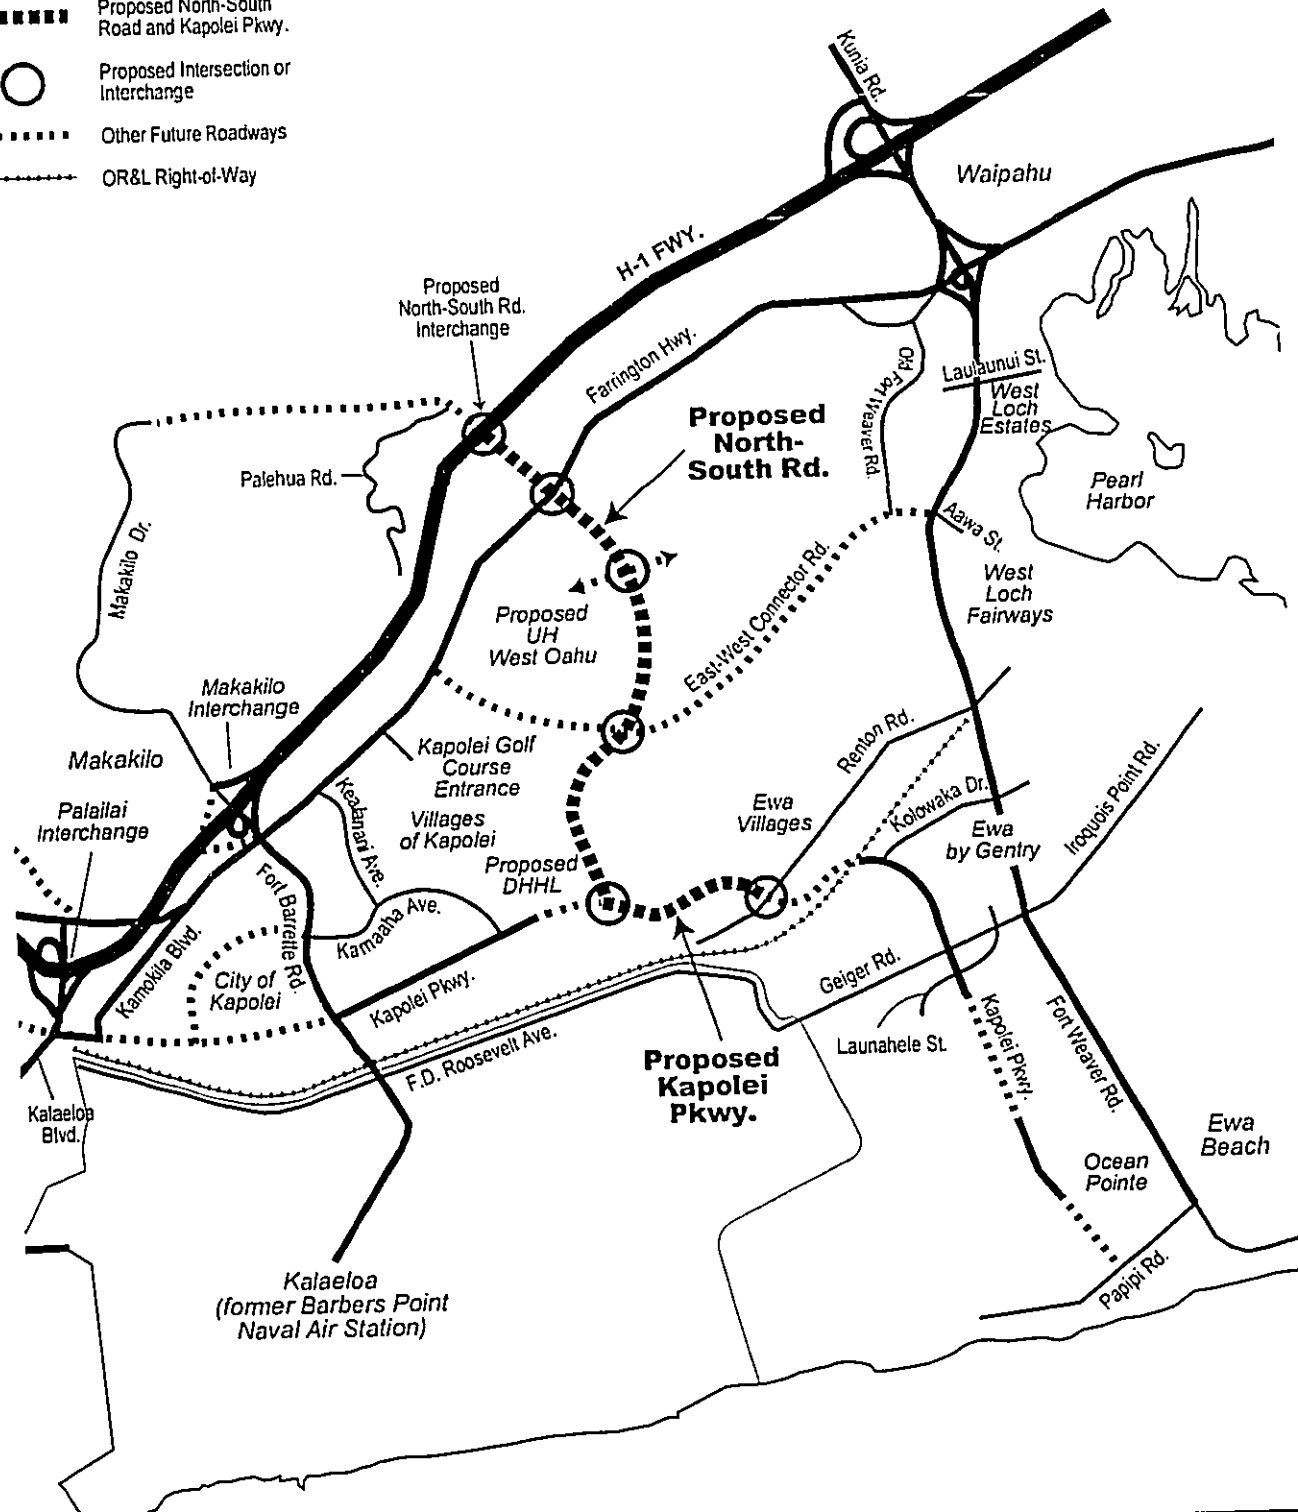 Proposed North-South
Road and Kapolei Pkwy.
Proposed Intersection or
Interchange
Other Future Roadways
OR&L Right-of-Way
Kunia Rd.
Waipahu
H-1 FWY.
Proposed
North-South Rd.
Interchange
Farrington Hwy.
Old Fort Weaver Rd.
Laulaunui St.
West
Loch
Estates
Proposed
North-
South Rd.
Palehua Rd.
Pearl
Harbor
Aawa St.
Makakilo Dr.
East-West Connector Rd.
West
Loch
Fairways
Proposed
UH
West Oahu
Makakilo
Interchange
Renton Rd.
Makakilo
Kapolei Golf
Course
Entrance
Iroquois Point Rd.
Palailai
Interchange
Kealanani Ave.
Villages
of Kapolei
Ewa
Villages
Kolowaka Dr.
Ewa
by Gentry
Proposed
DHHL
Fort Barrette Rd.
Kamaaha Ave.
Kamokila Blvd.
City of
Kapolei
Kapolei Pkwy.
Geiger Rd.
F.D. Roosevelt Ave.
Launahele St.
Kapolei Pkwy.
Fort Weaver Rd.
Proposed
Kapolei
Pkwy.
Kalaeloa
Blvd.
Ewa
Beach
Ocean
Pointe
Papipi Rd.
Kalaeloa
(former Barbers Point
Naval Air Station)